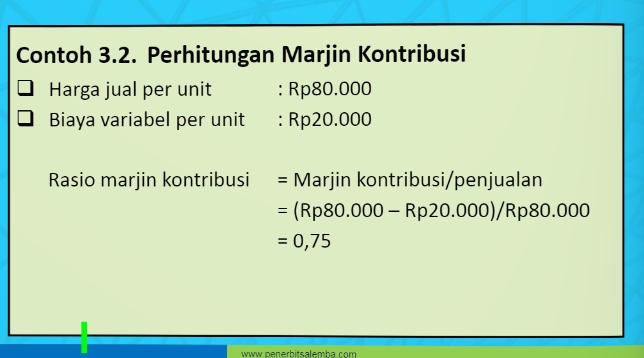 Contoh 3.2. Perhitungan Marjin Kontribusi
❑ Harga jual per unit : Rp80.000
❑ Biaya variabel per unit : Rp20.000
Rasio marjin kontribusi = Marjin kontribusi/penjualan
= (Rp80.000 – Rp20.000)/Rp80.000
= 0,75
www.penerbitsalemba.com